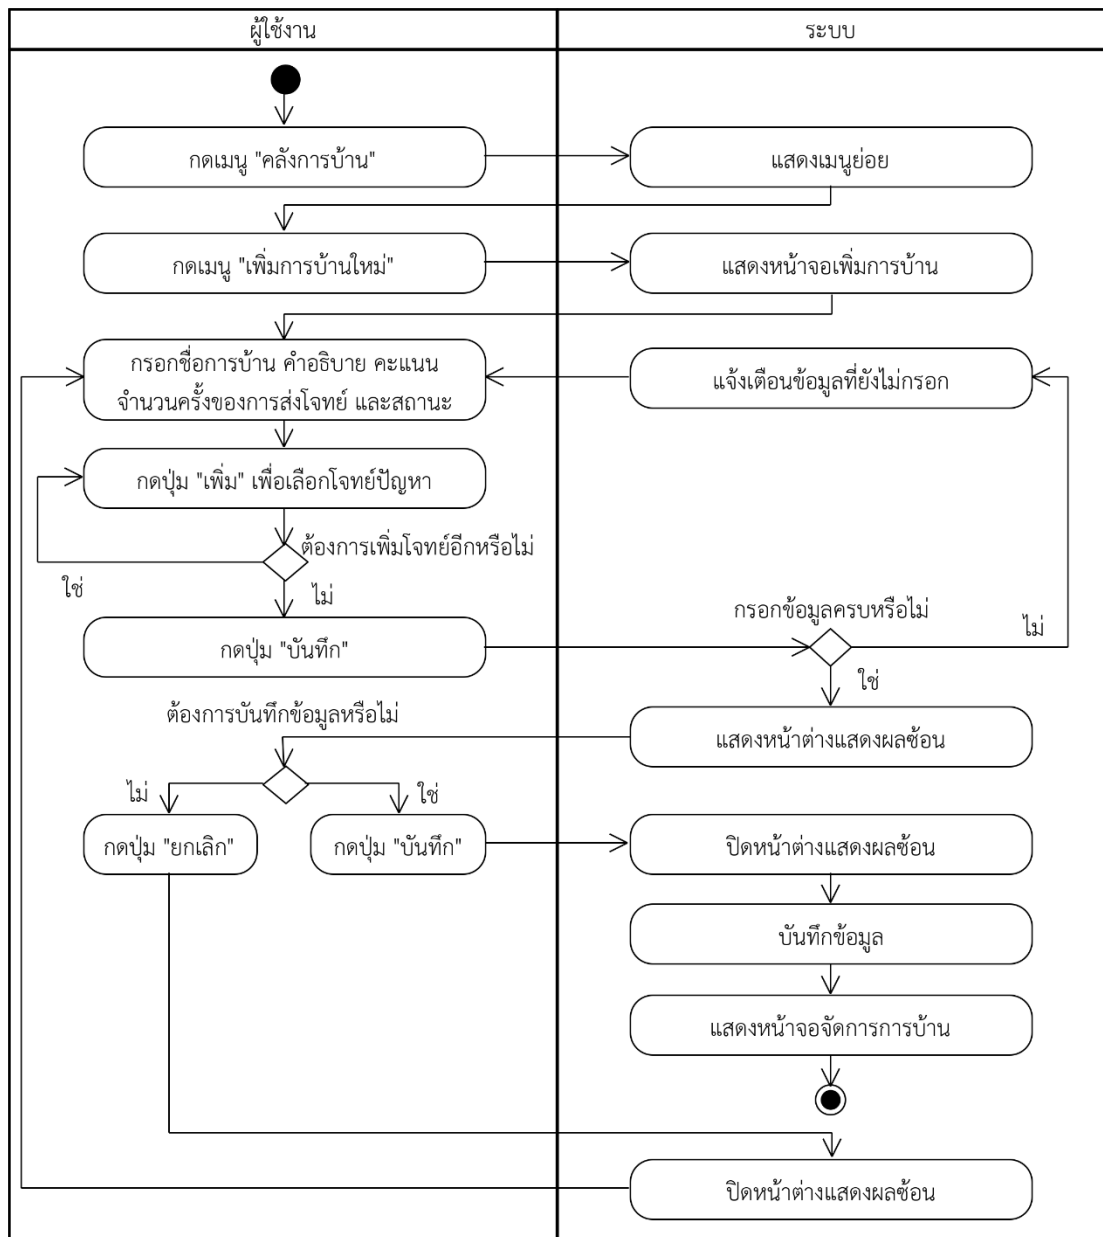 ผู้ใช้งาน
ระบบ
กดเมนู "คลังการบ้าน"
แสดงเมนูย่อย
กดเมนู "เพิ่มการบ้านใหม่"
แสดงหน้าจอเพิ่มการบ้าน
กรอกชื่อการบ้าน คำอธิบาย คะแนน
จำนวนครั้งของการส่งโจทย์ และสถานะ
แจ้งเตือนข้อมูลที่ยังไม่กรอก
กดปุ่ม "เพิ่ม" เพื่อเลือกโจทย์ปัญหา
ต้องการเพิ่มโจทย์อีกหรือไม่
ใช่
ไม่
กรอกข้อมูลครบหรือไม่
ไม่
กดปุ่ม "บันทึก"
ใช่
ต้องการบันทึกข้อมูลหรือไม่
แสดงหน้าต่างแสดงผลซ้อน
ไม่
ใช่
กดปุ่ม "ยกเลิก"
กดปุ่ม "บันทึก"
ปิดหน้าต่างแสดงผลซ้อน
บันทึกข้อมูล
แสดงหน้าจอจัดการการบ้าน
ปิดหน้าต่างแสดงผลซ้อน